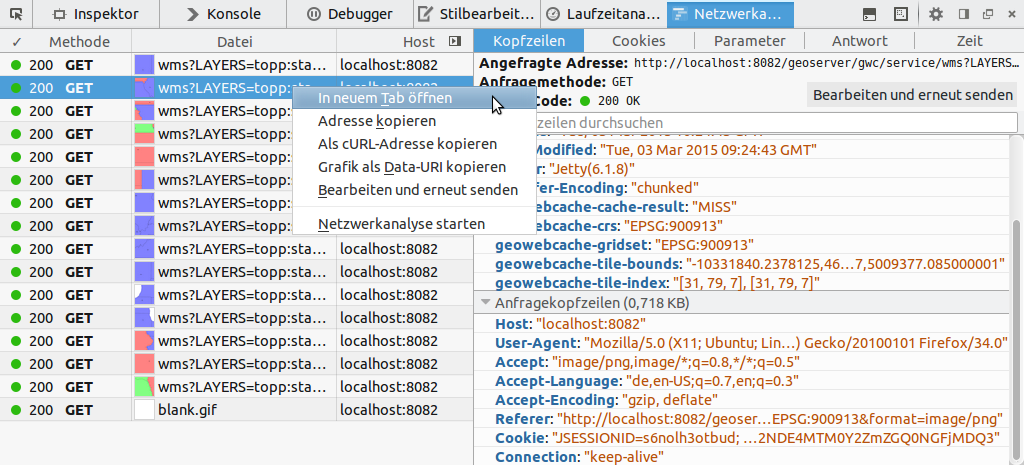 Inspektor Konsole Debugger Stilbearbeit… Laufzeitana… Netzwerka…
✓ Methode Datei Host Kopfzeilen Cookies Parameter Antwort Zeit
200 GET wms?LAYERS=topp:sta… localhost:8082
200 GET wms?LAYERS=topp:sta…
200 GET wms?LAYERS=topp:sta…
200 GET wms?LAYERS=topp:sta…
200 GET wms?LAYERS=topp:sta…
200 GET wms?LAYERS=topp:sta…
200 GET wms?LAYERS=topp:sta…
200 GET wms?LAYERS=topp:sta…
200 GET wms?LAYERS=topp:sta… localhost:8082
200 GET wms?LAYERS=topp:sta… localhost:8082
200 GET wms?LAYERS=topp:sta… localhost:8082
200 GET wms?LAYERS=topp:sta… localhost:8082
200 GET wms?LAYERS=topp:sta… localhost:8082
200 GET wms?LAYERS=topp:sta… localhost:8082
200 GET wms?LAYERS=topp:sta… localhost:8082
200 GET blank.gif localhost:8082
In neuem Tab öffnen
Adresse kopieren
Als cURL-Adresse kopieren
Grafik als Data-URI kopieren
Bearbeiten und erneut senden
Netzwerkanalyse starten
Angefragte Adresse: http://localhost:8082/geoserver/gwc/service/wms?LAYERS…
Anfragemethode: GET
Code: 200 OK
Bearbeiten und erneut senden
zeilen durchsuchen
Modified: "Tue, 03 Mar 2015 09:24:43 GMT"
r: "Jetty(6.1.8)"
fer-Encoding: "chunked"
webcache-cache-result: "MISS"
webcache-crs: "EPSG:900913"
geowebcache-gridset: "EPSG:900913"
geowebcache-tile-bounds: "-10331840.2378125,46…7,5009377.085000001"
geowebcache-tile-index: "[31, 79, 7], [31, 79, 7]"
Anfragekopfzeilen (0,718 KB)
Host: "localhost:8082"
User-Agent: "Mozilla/5.0 (X11; Ubuntu; Lin…) Gecko/20100101 Firefox/34.0"
Accept: "image/png,image/*;q=0.8,*/*;q=0.5"
Accept-Language: "de,en-US;q=0.7,en;q=0.3"
Accept-Encoding: "gzip, deflate"
Referer: "http://localhost:8082/geoser…EPSG:900913&format=image/png"
Cookie: "JSESSIONID=s6nolh3otbud; …2NDE4MTM0Y2ZmZGQ0NGFjMDQ3"
Connection: "keep-alive"